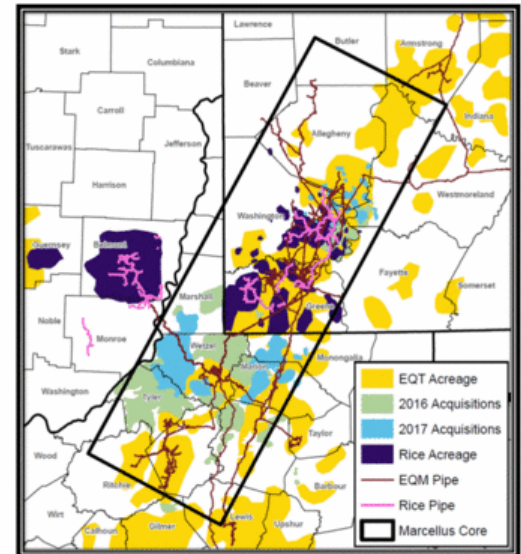 Lawrence
Butler
Armstrong
Stark
Columbiana
Beaver
Carroll
Indiana
Allegheny
Tuscarawas
Jefferson
Harrison
Westmoreland
Washington
Guernsey
Belmont
Fayette
Somerset
Marshall
Greene
Noble
Monroe
Wetzel
Monongalia
Marion
Washington
Tyler
Wood
Taylor
Ritchie
Barbour
Wirt
Lewis
Upshur
Calhoun
Gilmer
EQT Acreage
2016 Acquisitions
2017 Acquisitions
Rice Acreage
EQM Pipe
Rice Pipe
Marcellus Core